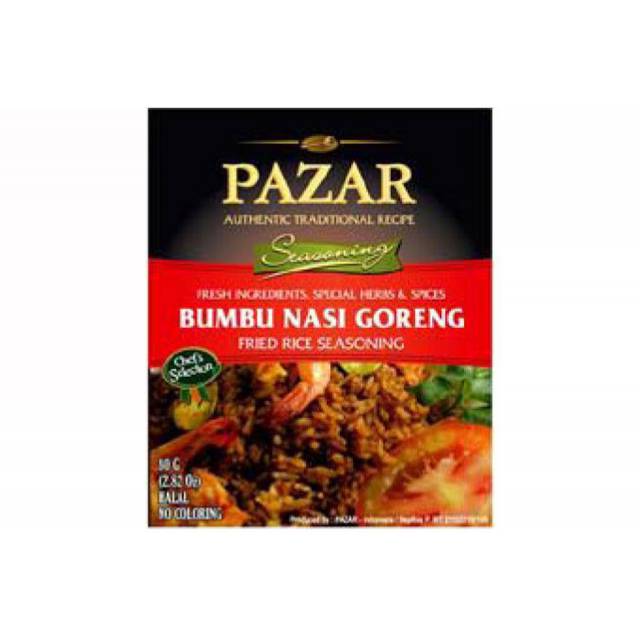 PAZAR
AUTHENTIC TRADITIONAL RECIPE
Seasoning
FRESH INGREDIENTS, SPECIAL HERBS & SPICES
BUMBU NASI GORENG
FRIED RICE SEASONING
Chef's
Selection
80 G
(2.82 Oz)
HALAL
NO COLORING
Produced by : PAZAR - Indonesia